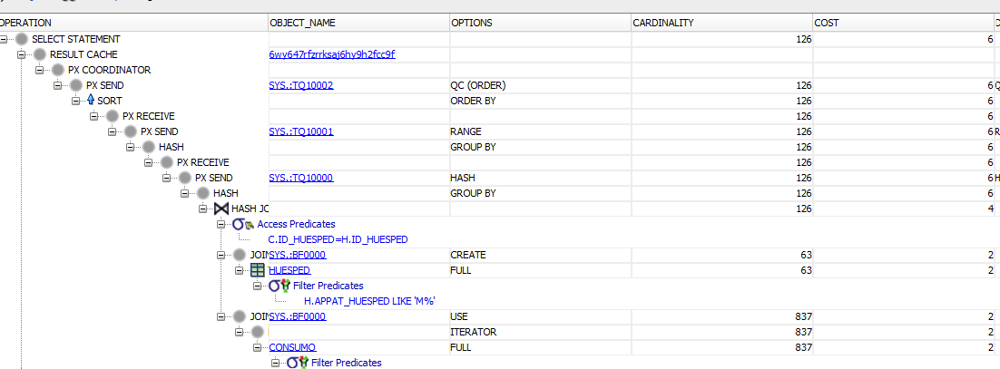 OPERATION OBJECT_NAME OPTIONS CARDINALITY COST
SELECT STATEMENT 126 6
RESULT CACHE 6wv647rfzrrksaj6hv9h2fcc9f
PX COORDINATOR
PX SEND SYS.:TQ10002 QC (ORDER) 126 6
SORT ORDER BY 126 6
PX RECEIVE 126 6
PX SEND SYS.:TQ10001 RANGE 126 6
HASH GROUP BY 126 6
PX RECEIVE 126 6
PX SEND SYS.:TQ10000 HASH 126 6
HASH GROUP BY 126 6
HASH JO 126 4
Access Predicates
C.ID_HUESPED=H.ID_HUESPED
JOIN SYS.:BF0000 CREATE 63 2
HUESPED FULL 63 2
Filter Predicates
H.APPAT_HUESPED LIKE 'M%'
JOIN SYS.:BF0000 USE 837 2
ITERATOR 837 2
CONSUMO FULL 837 2
Filter Predicates